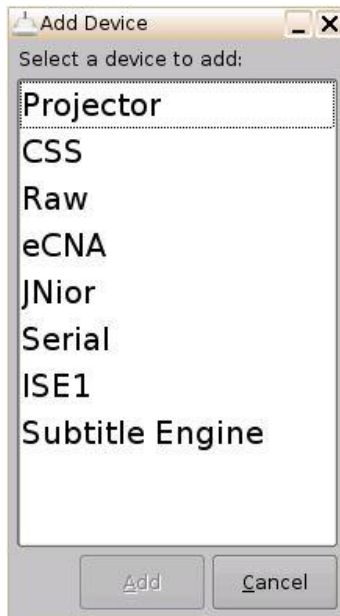 Add Device
Select a device to add:
Projector
CSS
Raw
eCNA
JNior
Serial
ISE1
Subtitle Engine
Add
Cancel